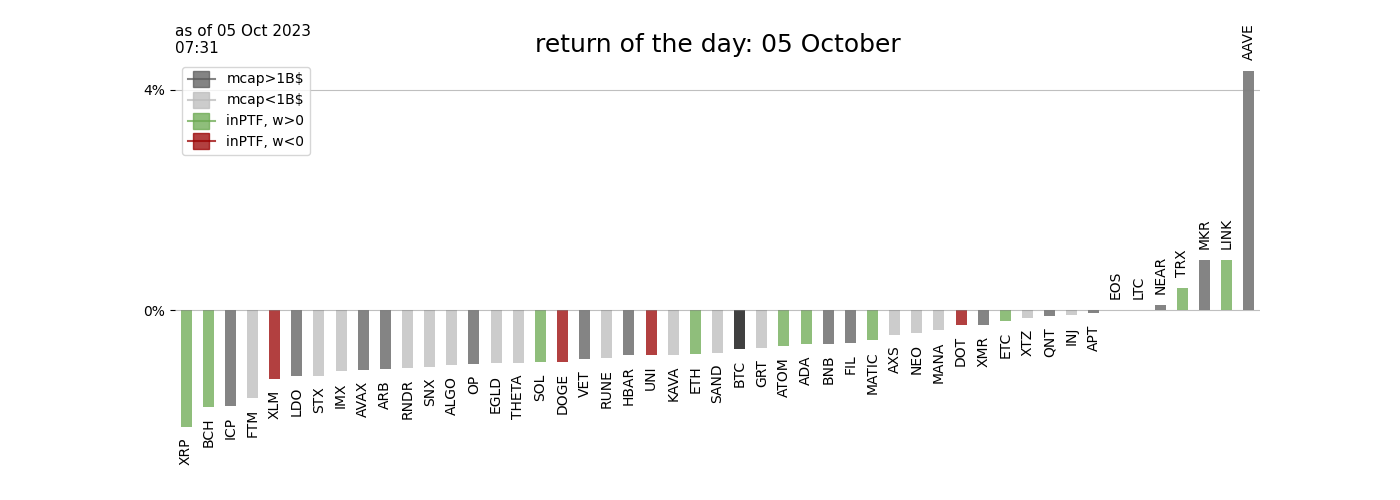 as of 05 Oct 2023
07:31
return of the day: 05 October
mcap>1B$
mcap<1B$
inPTF, w>0
inPTF, w<0
4%
0%
XRP
BCH
ICP
FTM
XLM
LDO
STX
IMX
AVAX
ARB
RNDR
SNX
ALGO
OP
EGLD
THETA
SOL
DOGE
VET
RUNE
HBAR
UNI
KAVA
ETH
SAND
BTC
GRT
ATOM
ADA
BNB
FIL
MATIC
AXS
NEO
MANA
DOT
XMR
ETC
XTZ
QNT
INJ
APT
EOS
LTC
NEAR
TRX
MKR
LINK
AAVE